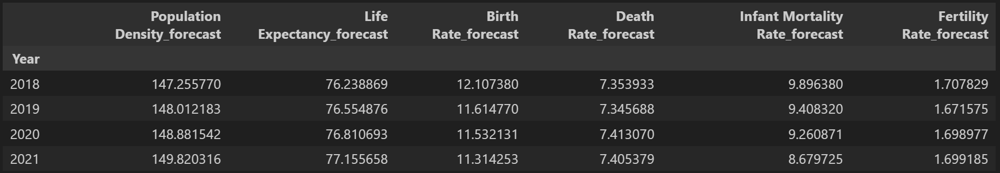 Population Life Birth Death Infant Mortality Fertility
Density_forecast Expectancy_forecast Rate_forecast Rate_forecast Rate_forecast Rate_forecast
Year
2018 147.255770 76.238869 12.107380 7.353933 9.896380 1.707829
2019 148.012183 76.554876 11.614770 7.345688 9.408320 1.671575
2020 148.881542 76.810693 11.532131 7.413070 9.260871 1.698977
2021 149.820316 77.155658 11.314253 7.405379 8.679725 1.699185